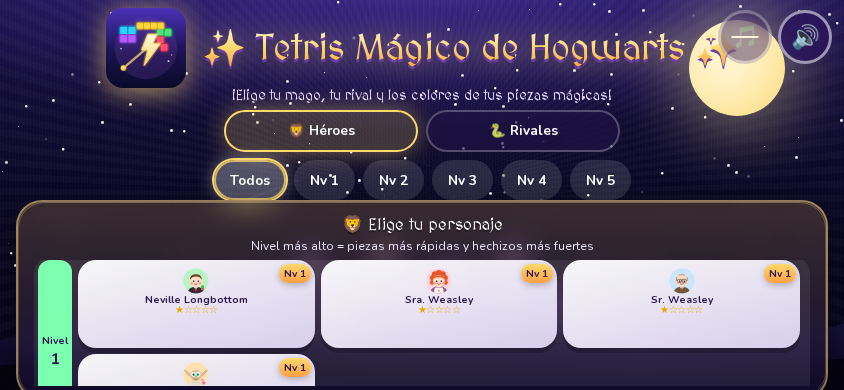 ✨ Tetris Mágico de Hogwarts ✨
¡Elige tu mago, tu rival y los colores de tus piezas mágicas!
🦁 Héroes
🐍 Rivales
Todos
Nv 1
Nv 2
Nv 3
Nv 4
Nv 5
🦁 Elige tu personaje
Nivel más alto = piezas más rápidas y hechizos más fuertes
Nivel
1
Nv 1
Neville Longbottom
★☆☆☆☆
Nv 1
Sra. Weasley
★☆☆☆☆
Nv 1
Sr. Weasley
★☆☆☆☆
Nv 1